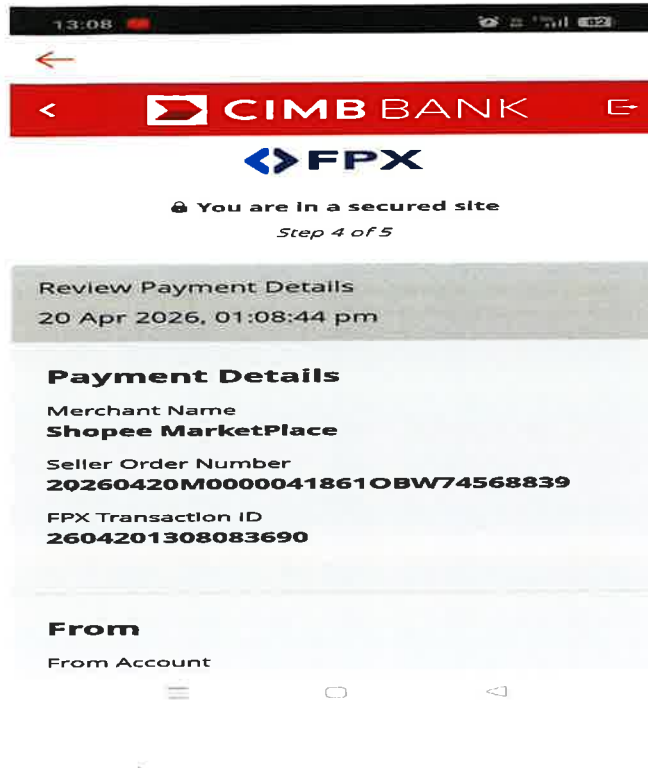 13:08
82
CIMB BANK
FPX
You are in a secured site
Step 4 of 5
Review Payment Details
20 Apr 2026, 01:08:44 pm
Payment Details
Merchant Name
Shopee MarketPlace
Seller Order Number
20260420M0000041861OBW74568839
FPX Transaction ID
2604201308083690
From
From Account